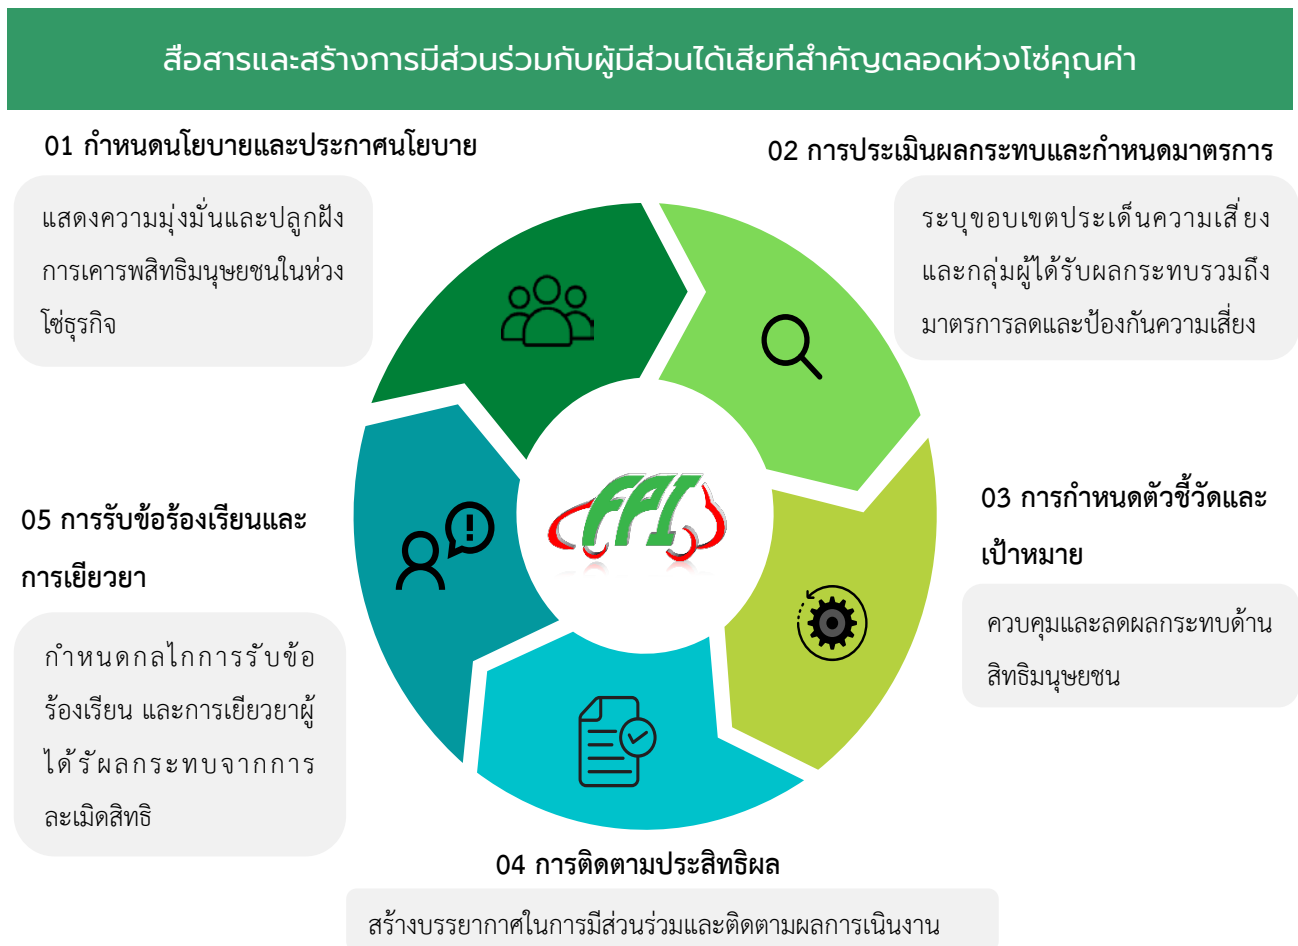 สื่อสารและสร้างการมีส่วนร่วมกับผู้มีส่วนได้เสียที่สำคัญตลอดห่วงโซ่คุณค่า
01 กำหนดนโยบายและประกาศนโยบาย
แสดงความมุ่งมั่นและปลูกฝัง
การเคารพสิทธิมนุษยชนในห่วง
โซ่ธุรกิจ
02 การประเมินผลกระทบและกำหนดมาตรการ
ระบุขอบเขตประเด็นความเสี่ยง
และกลุ่มผู้ได้รับผลกระทบรวมถึง
มาตรการลดและป้องกันความเสี่ยง
FPI
03 การกำหนดตัวชี้วัดและ
เป้าหมาย
ควบคุมและลดผลกระทบด้าน
สิทธิมนุษยชน
04 การติดตามประสิทธิผล
สร้างบรรยากาศในการมีส่วนร่วมและติดตามผลการเนินงาน
05 การรับข้อร้องเรียนและ
การเยียวยา
กำหนดกลไกการรับข้อ
ร้องเรียน และการเยียวยาผู้
ได้รัผลกระทบจากการ
ละเมิดสิทธิ